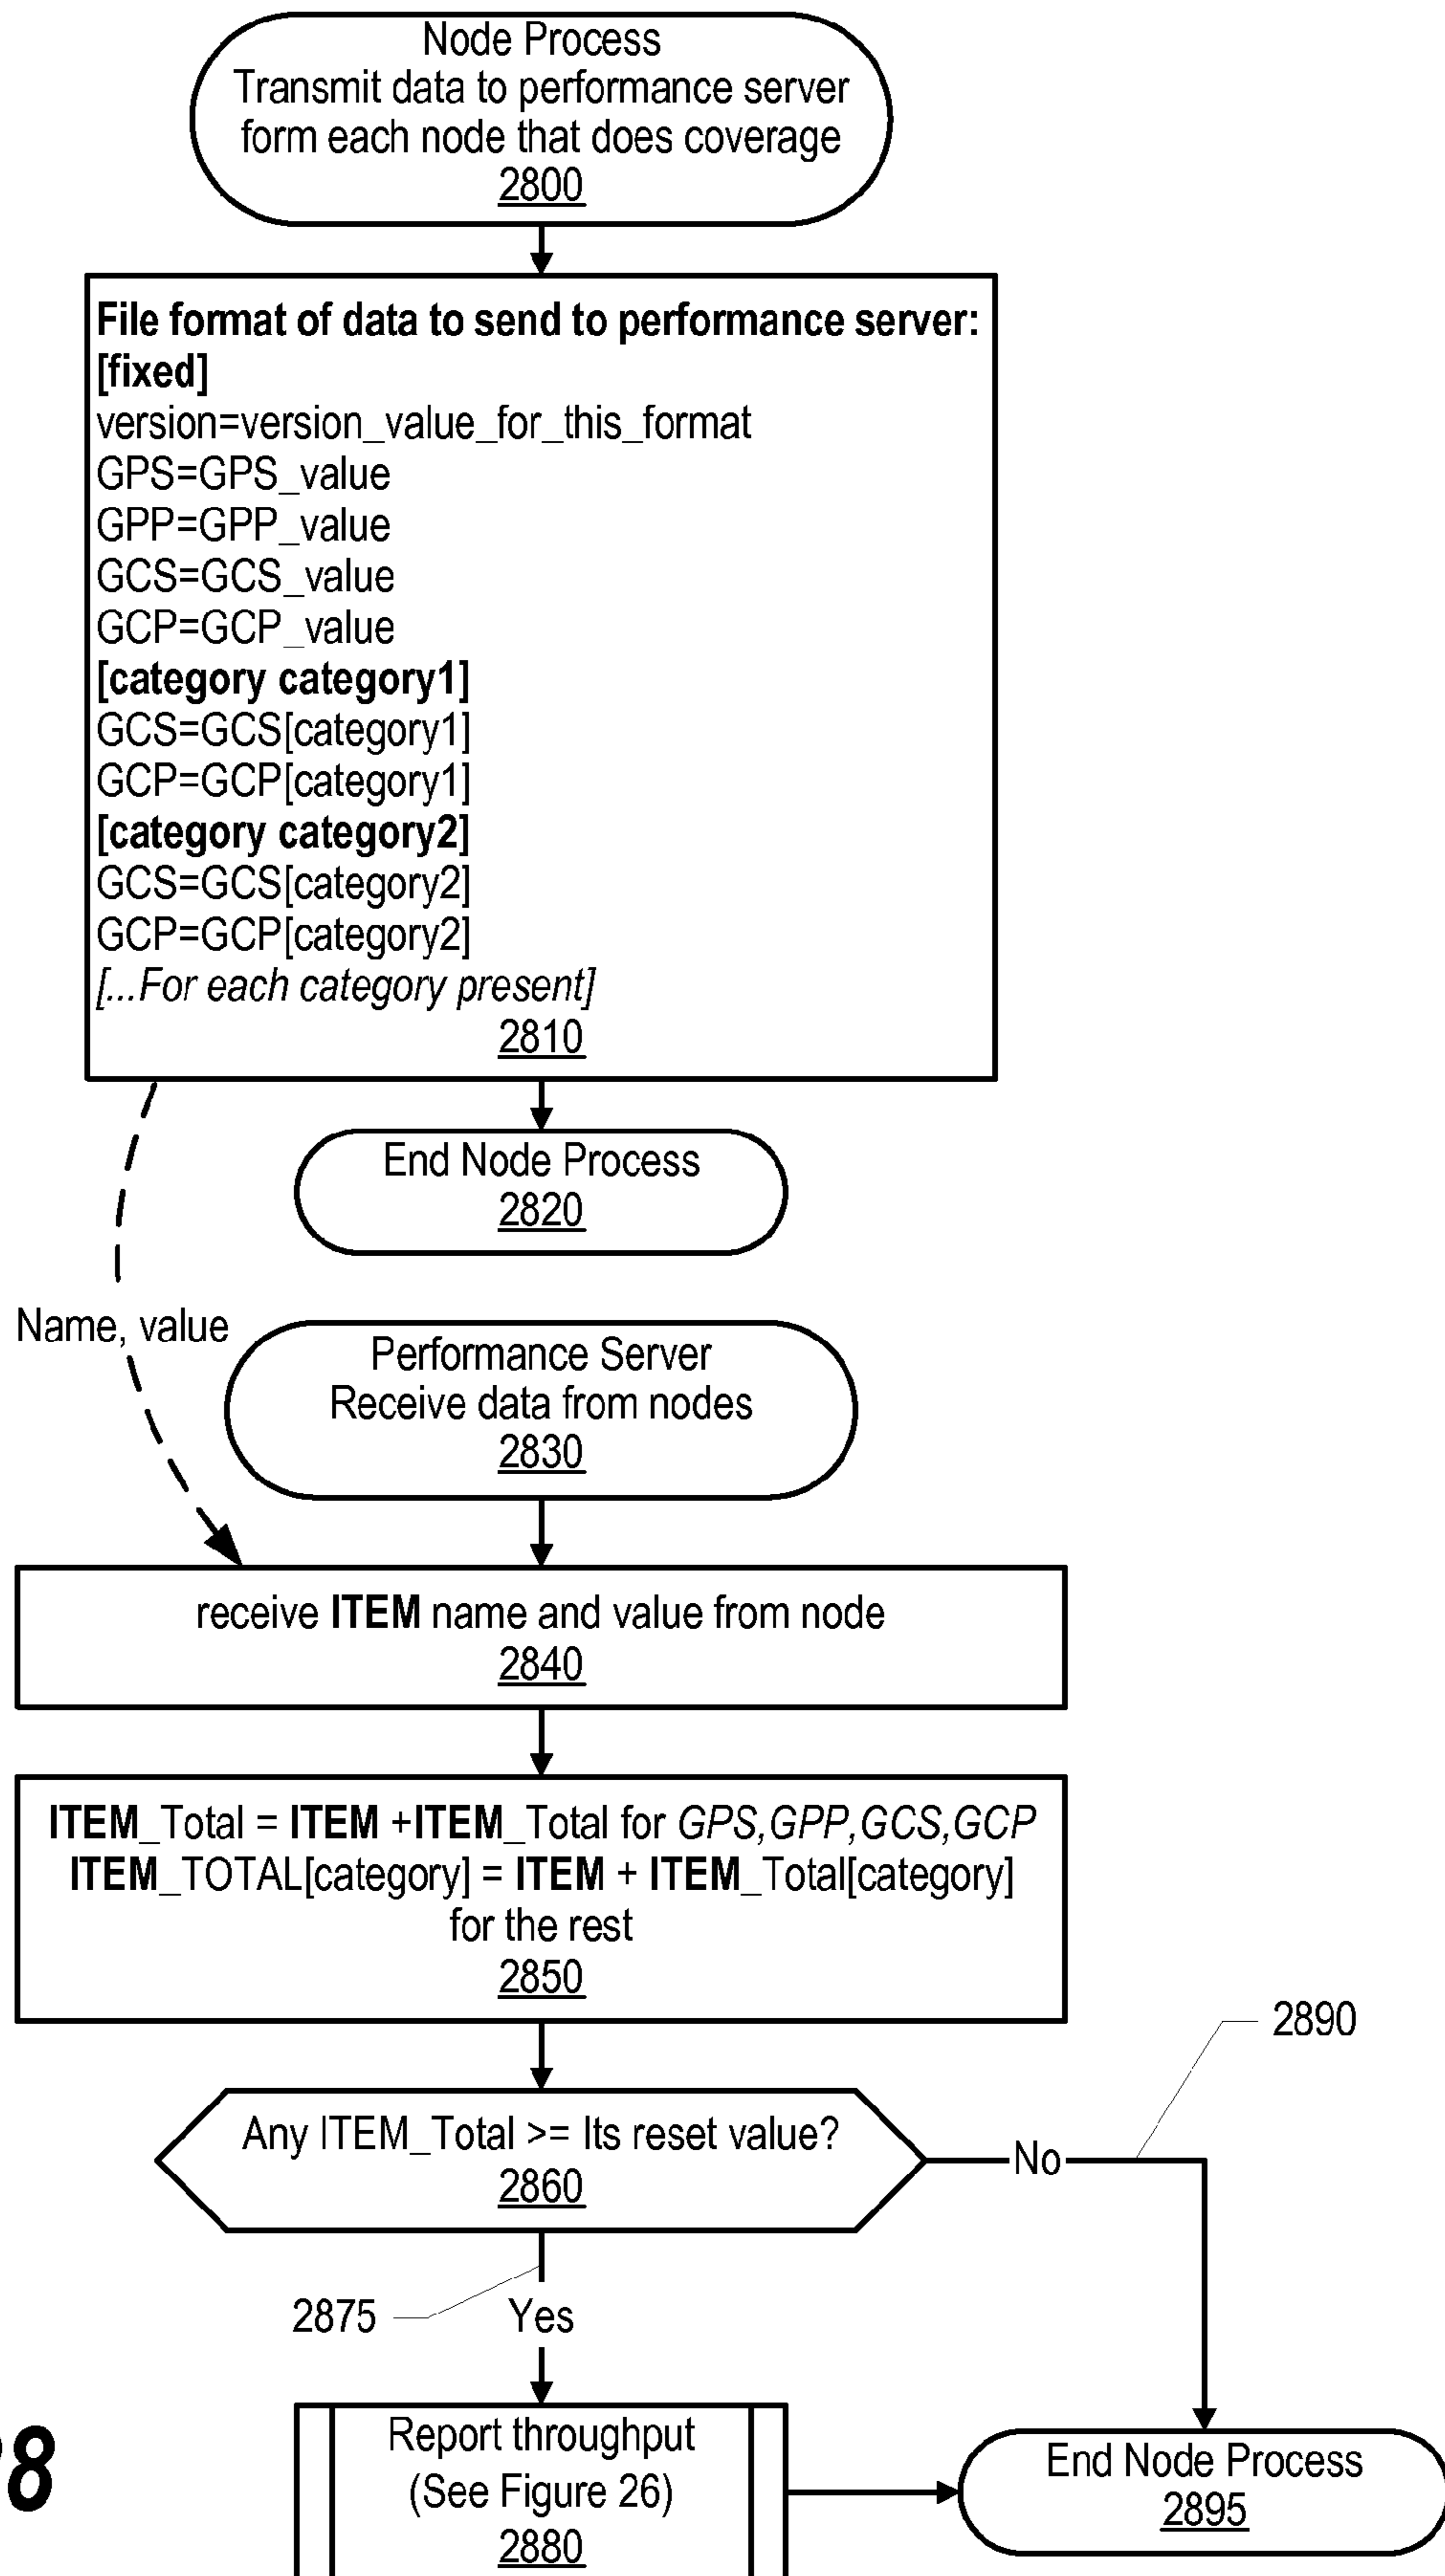 Node Process
Transmit data to performance server
form each node that does coverage
2800
File format of data to send to performance server:
[fixed]
version=version_value_for_this_format
GPS=GPS_value
GPP=GPP_value
GCS=GCS_value
GCP=GCP_value
[category category1]
GCS=GCS[category1]
GCP=GCP[category1]
[category category2]
GCS=GCS[category2]
GCP=GCP[category2]
[...For each category present]
2810
End Node Process
2820
Name, value
Performance Server
Receive data from nodes
2830
receive ITEM name and value from node
2840
ITEM_Total = ITEM +ITEM_Total for GPS,GPP,GCS,GCP
ITEM_TOTAL[category] = ITEM + ITEM_Total[category]
for the rest
2850
2890
Any ITEM_Total >= Its reset value?
2860
No
2875
Yes
Report throughput
(See Figure 26)
2880
8
End Node Process
2895